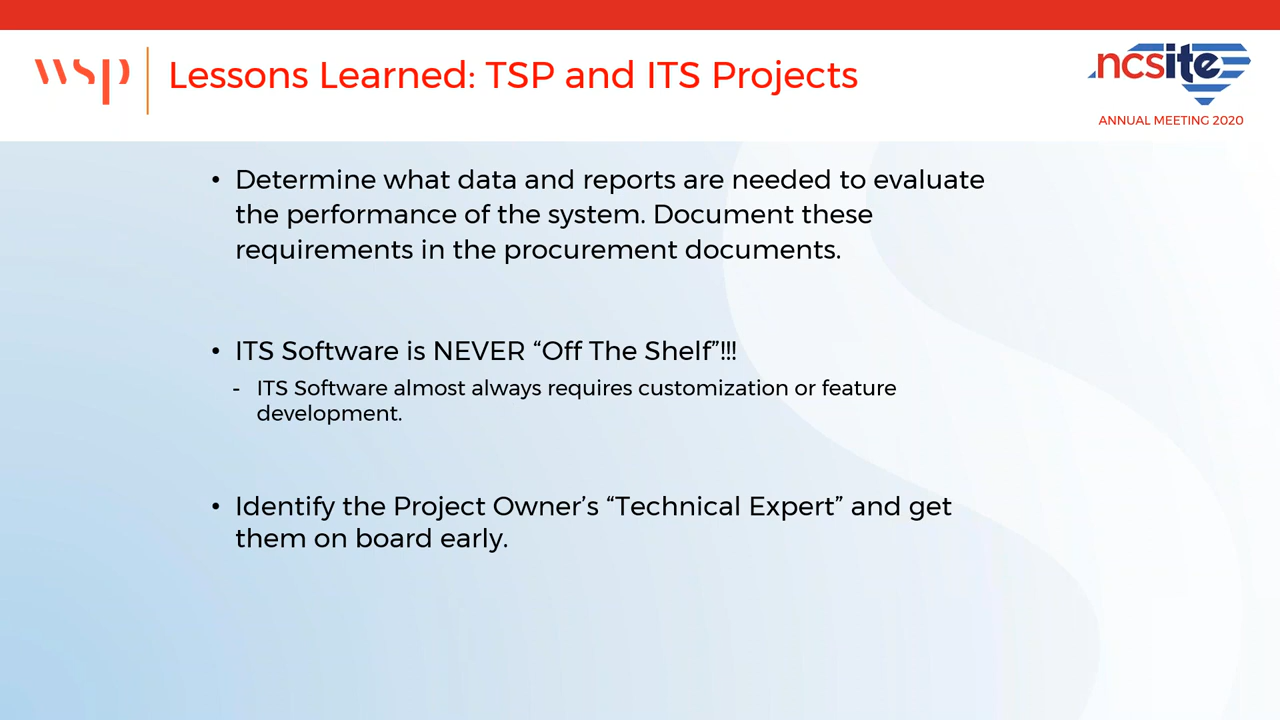 wsp
Lessons Learned: TSP and ITS Projects
ncsite
ANNUAL MEETING 2020
• Determine what data and reports are needed to evaluate
the performance of the system. Document these
requirements in the procurement documents.
• ITS Software is NEVER “Off The Shelf”!!!
- ITS Software almost always requires customization or feature
development.
• Identify the Project Owner’s “Technical Expert” and get
them on board early.